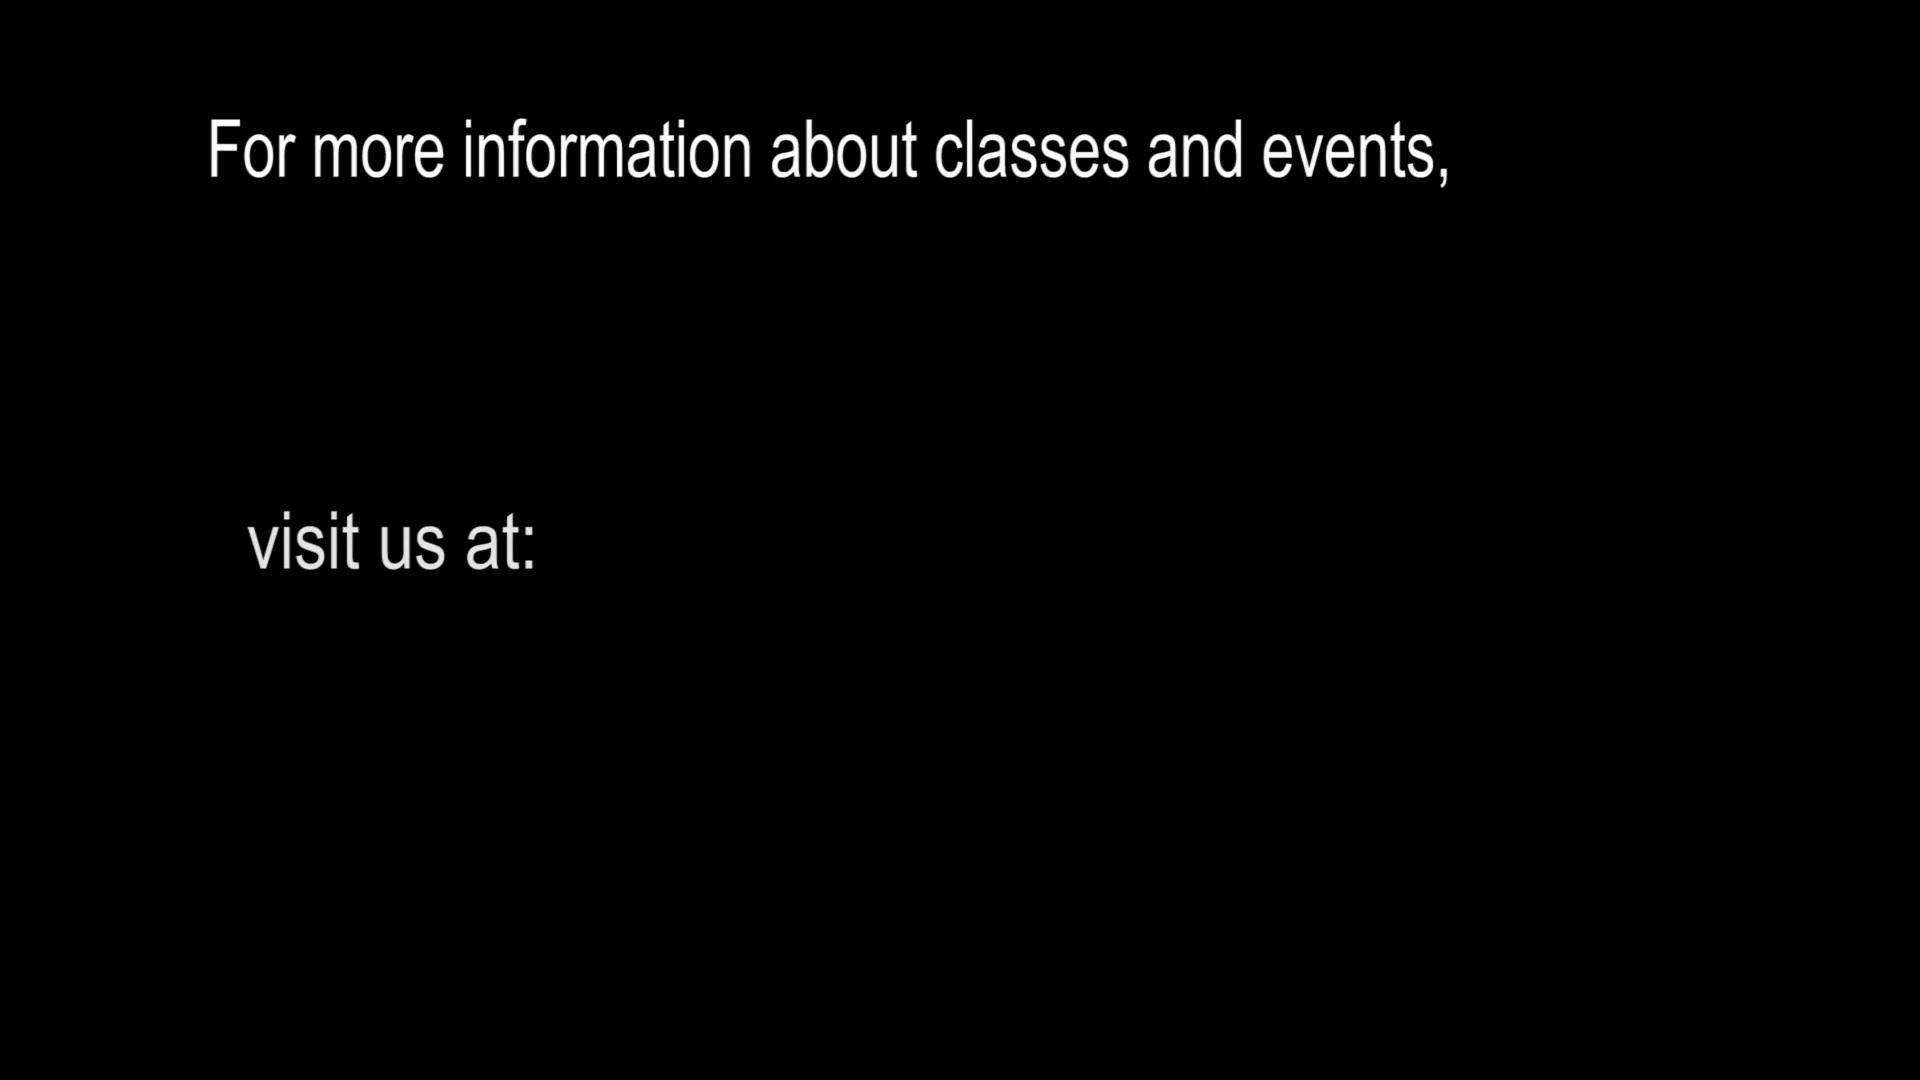 For more information about classes and events,
visit us at: